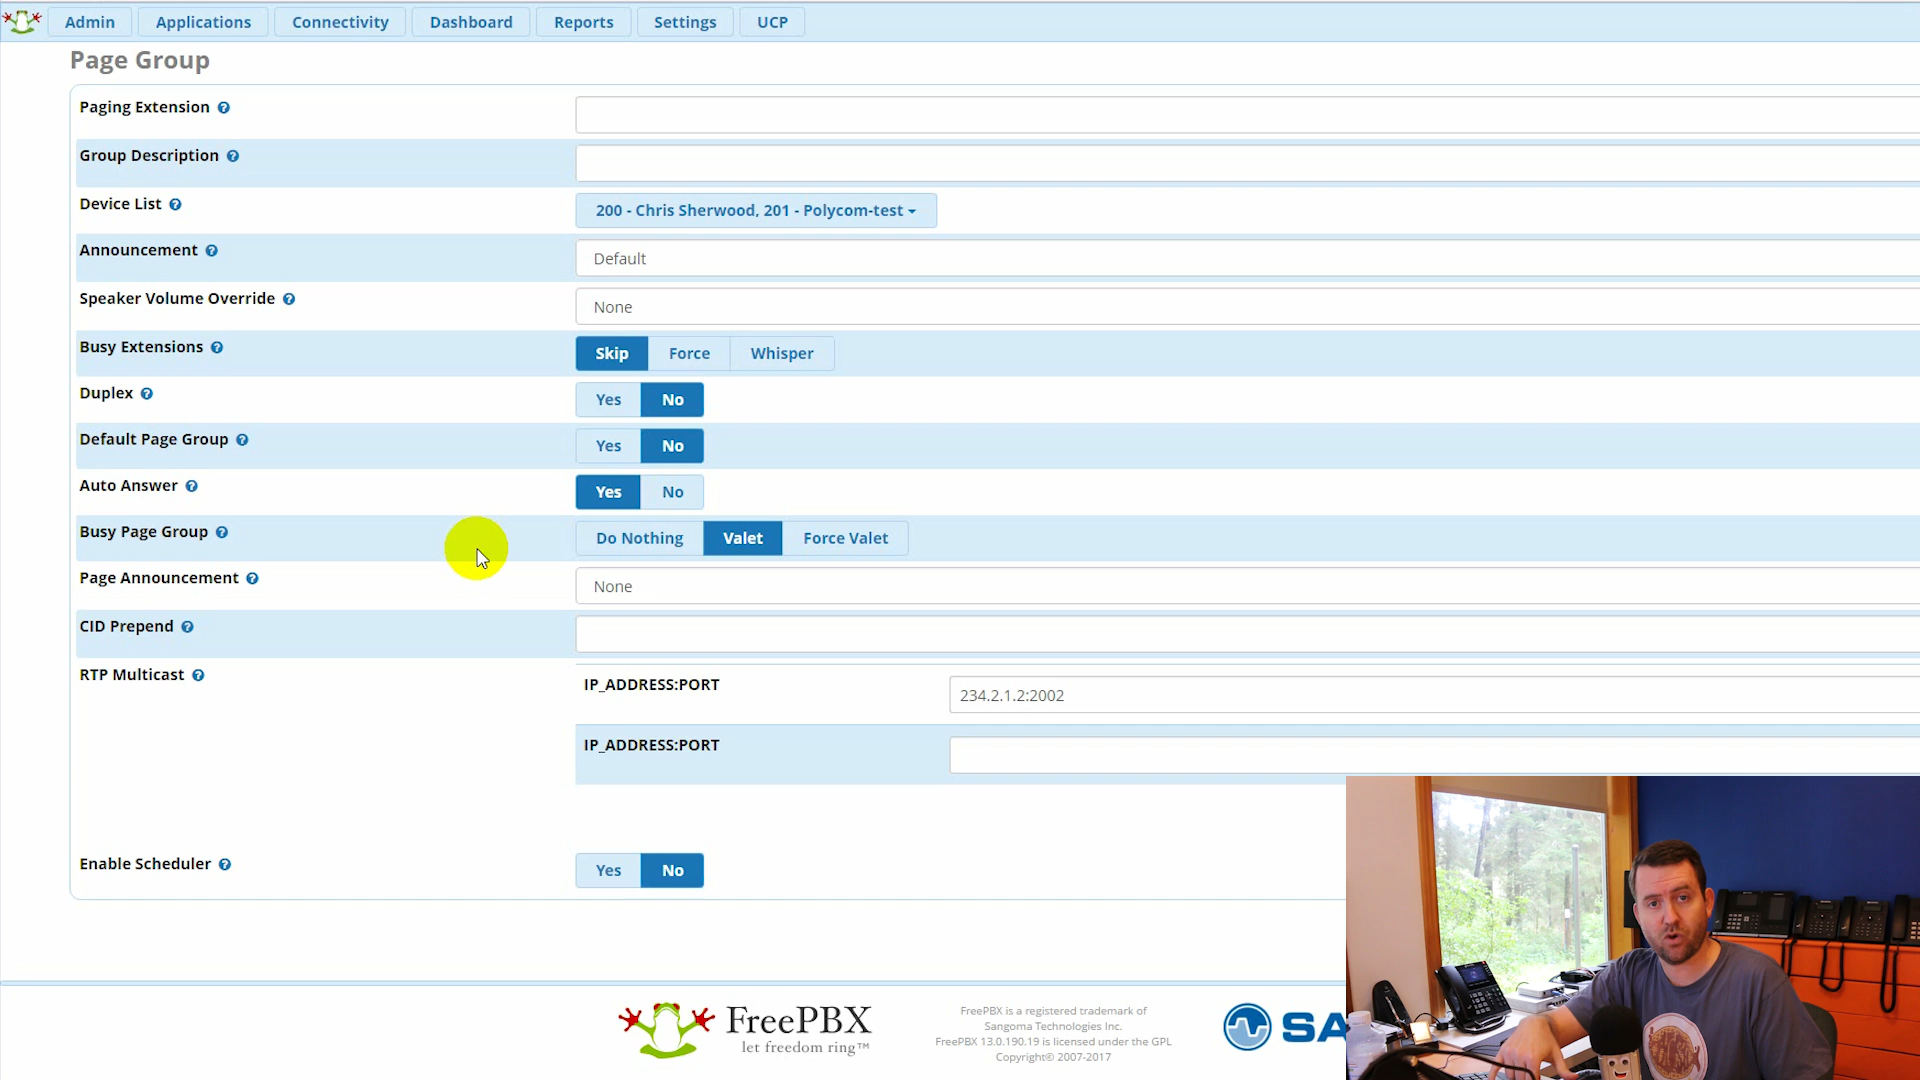 Admin Applications Connectivity Dashboard Reports Settings UCP
Page Group
Paging Extension
Group Description
Device List 200 - Chris Sherwood, 201 - Polycom-test
Announcement Default
Speaker Volume Override None
Busy Extensions Skip Force Whisper
Duplex Yes No
Default Page Group Yes No
Auto Answer Yes No
Busy Page Group Do Nothing Valet Force Valet
Page Announcement None
CID Prepend
RTP Multicast IP_ADDRESS:PORT 234.2.1.2:2002
IP_ADDRESS:PORT
Enable Scheduler Yes No
FreePBX
let freedom ring™
FreePBX is a registered trademark of
Sangoma Technologies Inc.
FreePBX 13.0.190.19 is licensed under the GPL
Copyright© 2007-2017
SA